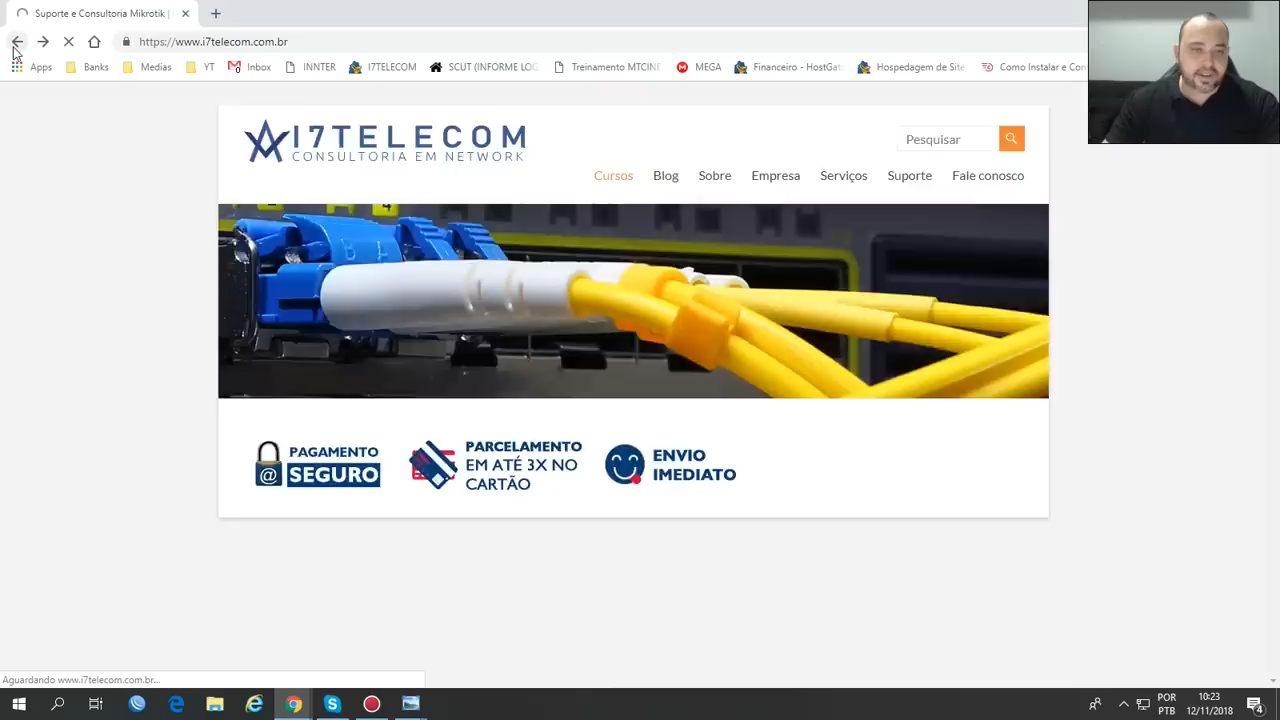 Suporte e Consultoria Mikrotik |
https://www.i7telecom.com.br
Apps Banks Medias YT Inbox INNTER I7TELECOM SCUT (INFORME LOG Treinamento MTCINE MEGA Financeiro - HostGat Hospedagem de Site Como Instalar e Con
I7TELECOM
CONSULTORIA EM NETWORK
Pesquisar
Cursos Blog Sobre Empresa Serviços Suporte Fale conosco
PAGAMENTO
@ SEGURO
PARCELAMENTO
EM ATÉ 3X NO
CARTÃO
ENVIO
IMEDIATO
Aguardando www.i7telecom.com.br...
POR
PTB
10:23
12/11/2018
4